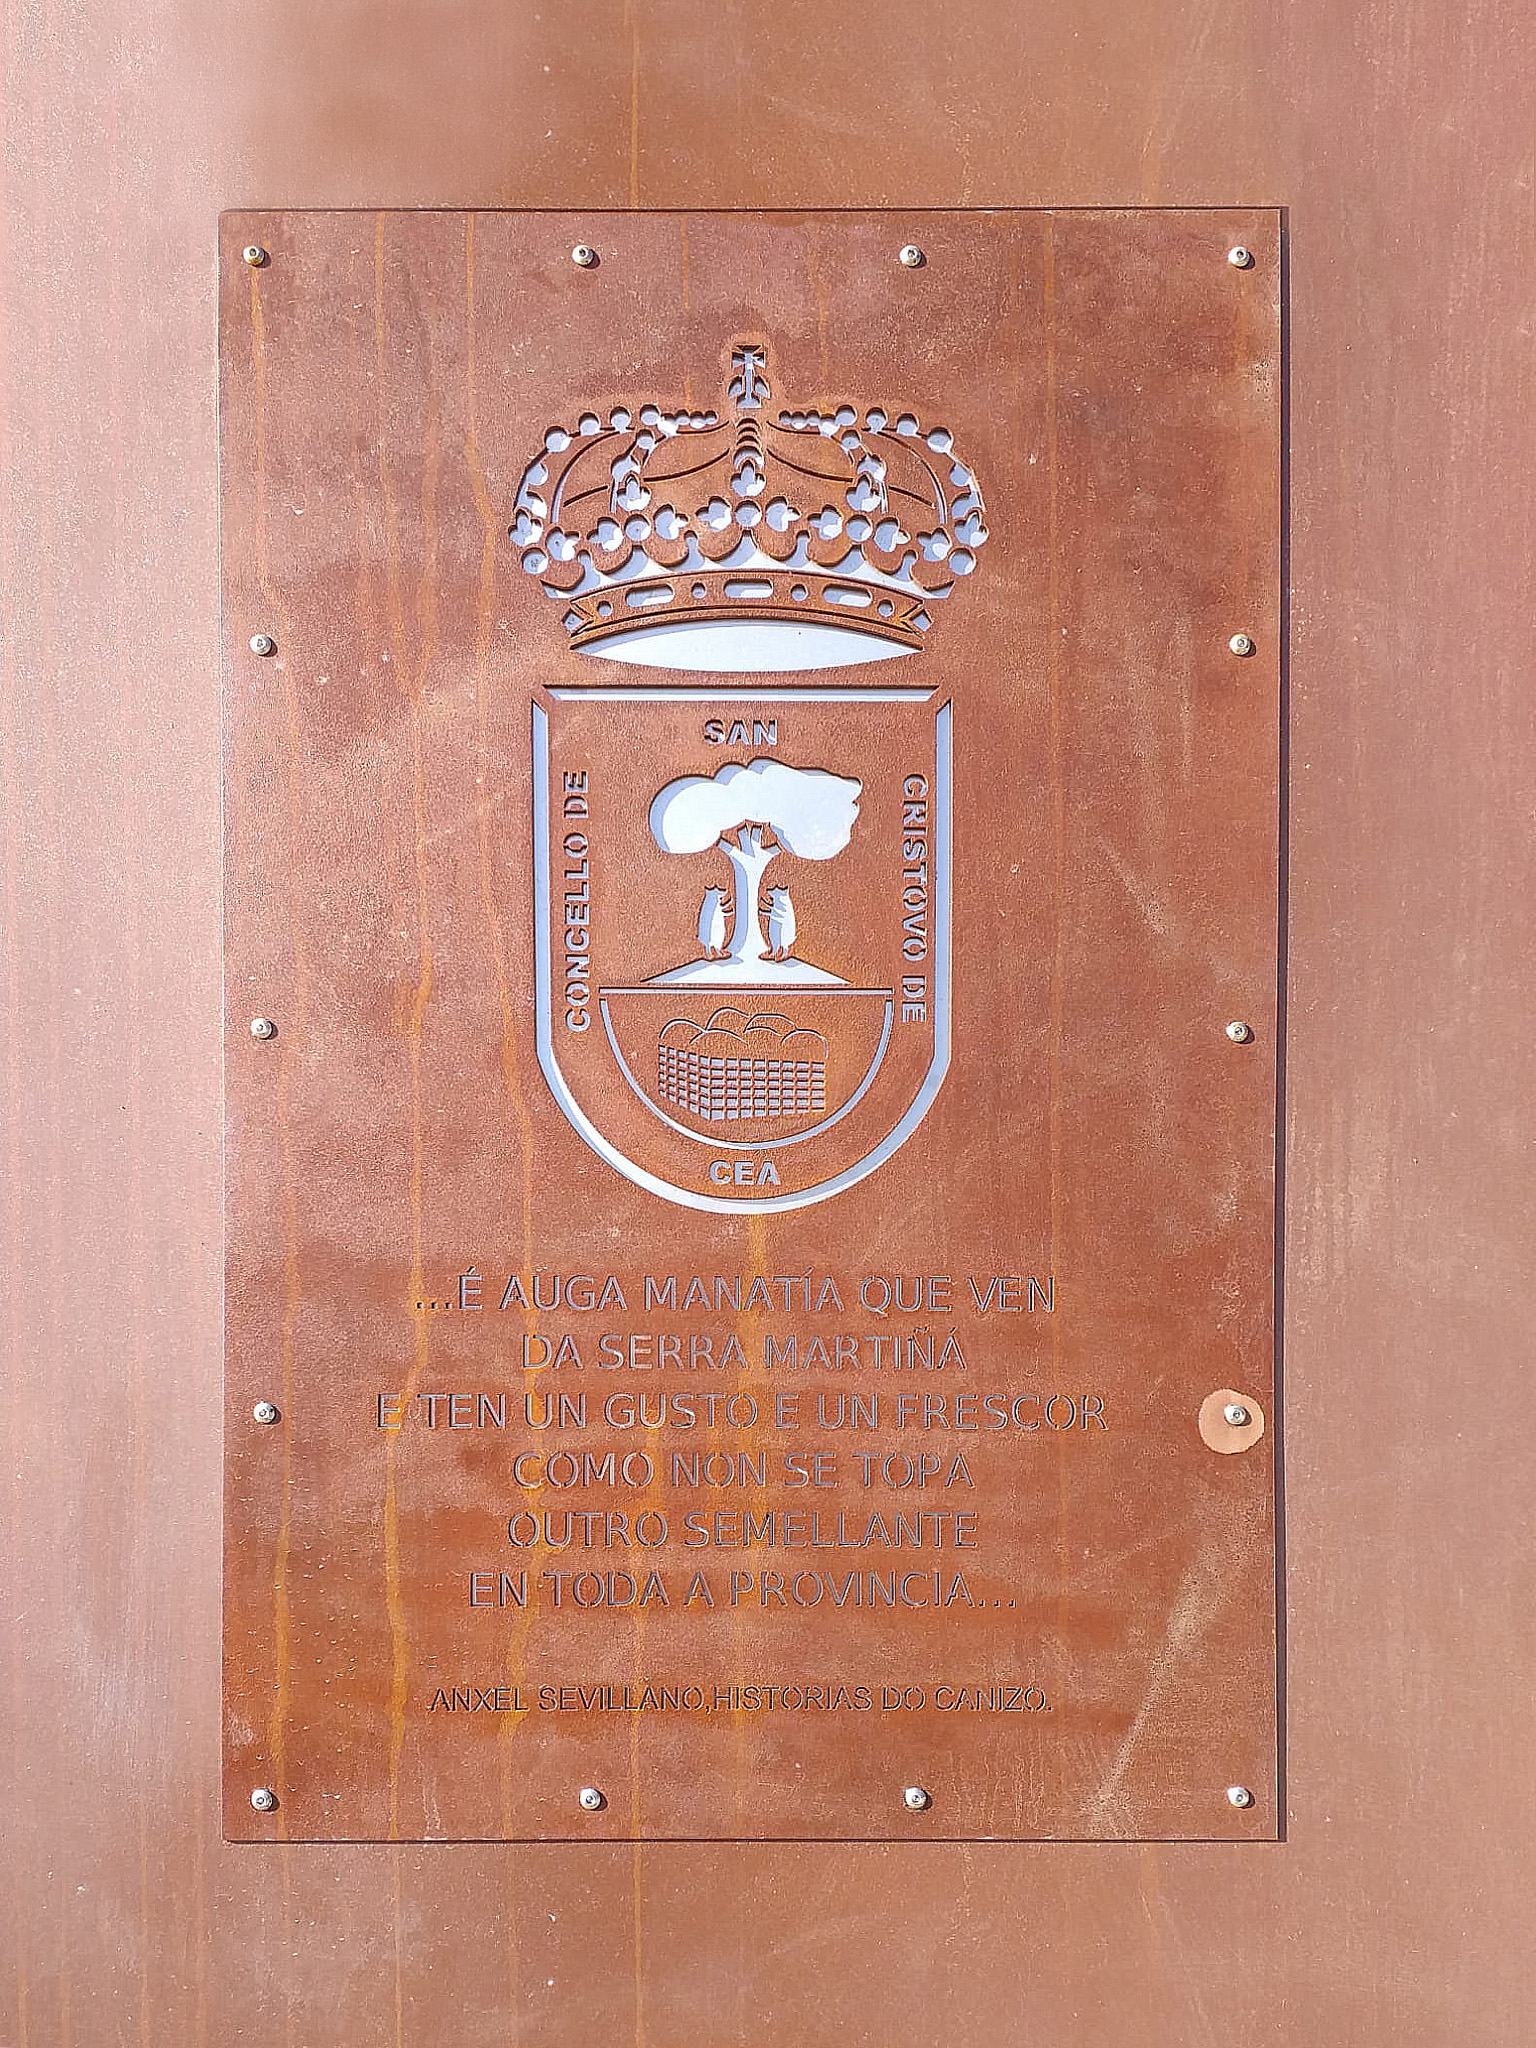 CONCELLO DE
SAN
CRISTOVO DE
CEA
...É AUGA MANATÍA QUE VEN
DA SERRA MARTIÑÁ
E TEN UN GUSTO E UN FRESCOR
COMO NON SE TOPA
OUTRO SEMELLANTE
EN TODA A PROVINCIA...
ANXEL SEVILLANO,HISTORIAS DO CANIZO.